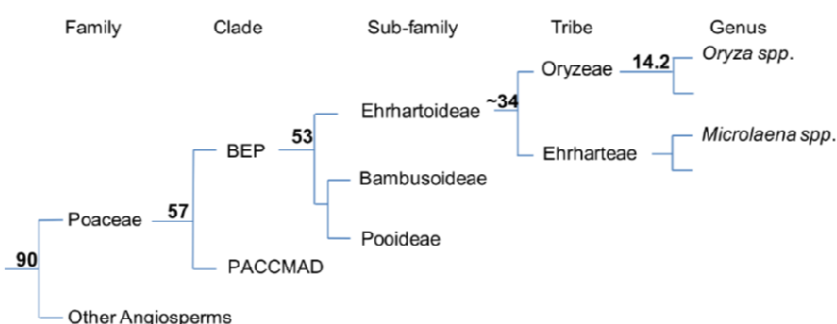 Family Clade Sub-family Tribe Genus
Oryza spp.
14.2
Oryzeae
~34
Ehrhartoideae
53
Microlaena spp.
BEP
Ehrharteae
Bambusoideae
57
Poaceae
Pooideae
90
PACCMAD
Other Angiosperms